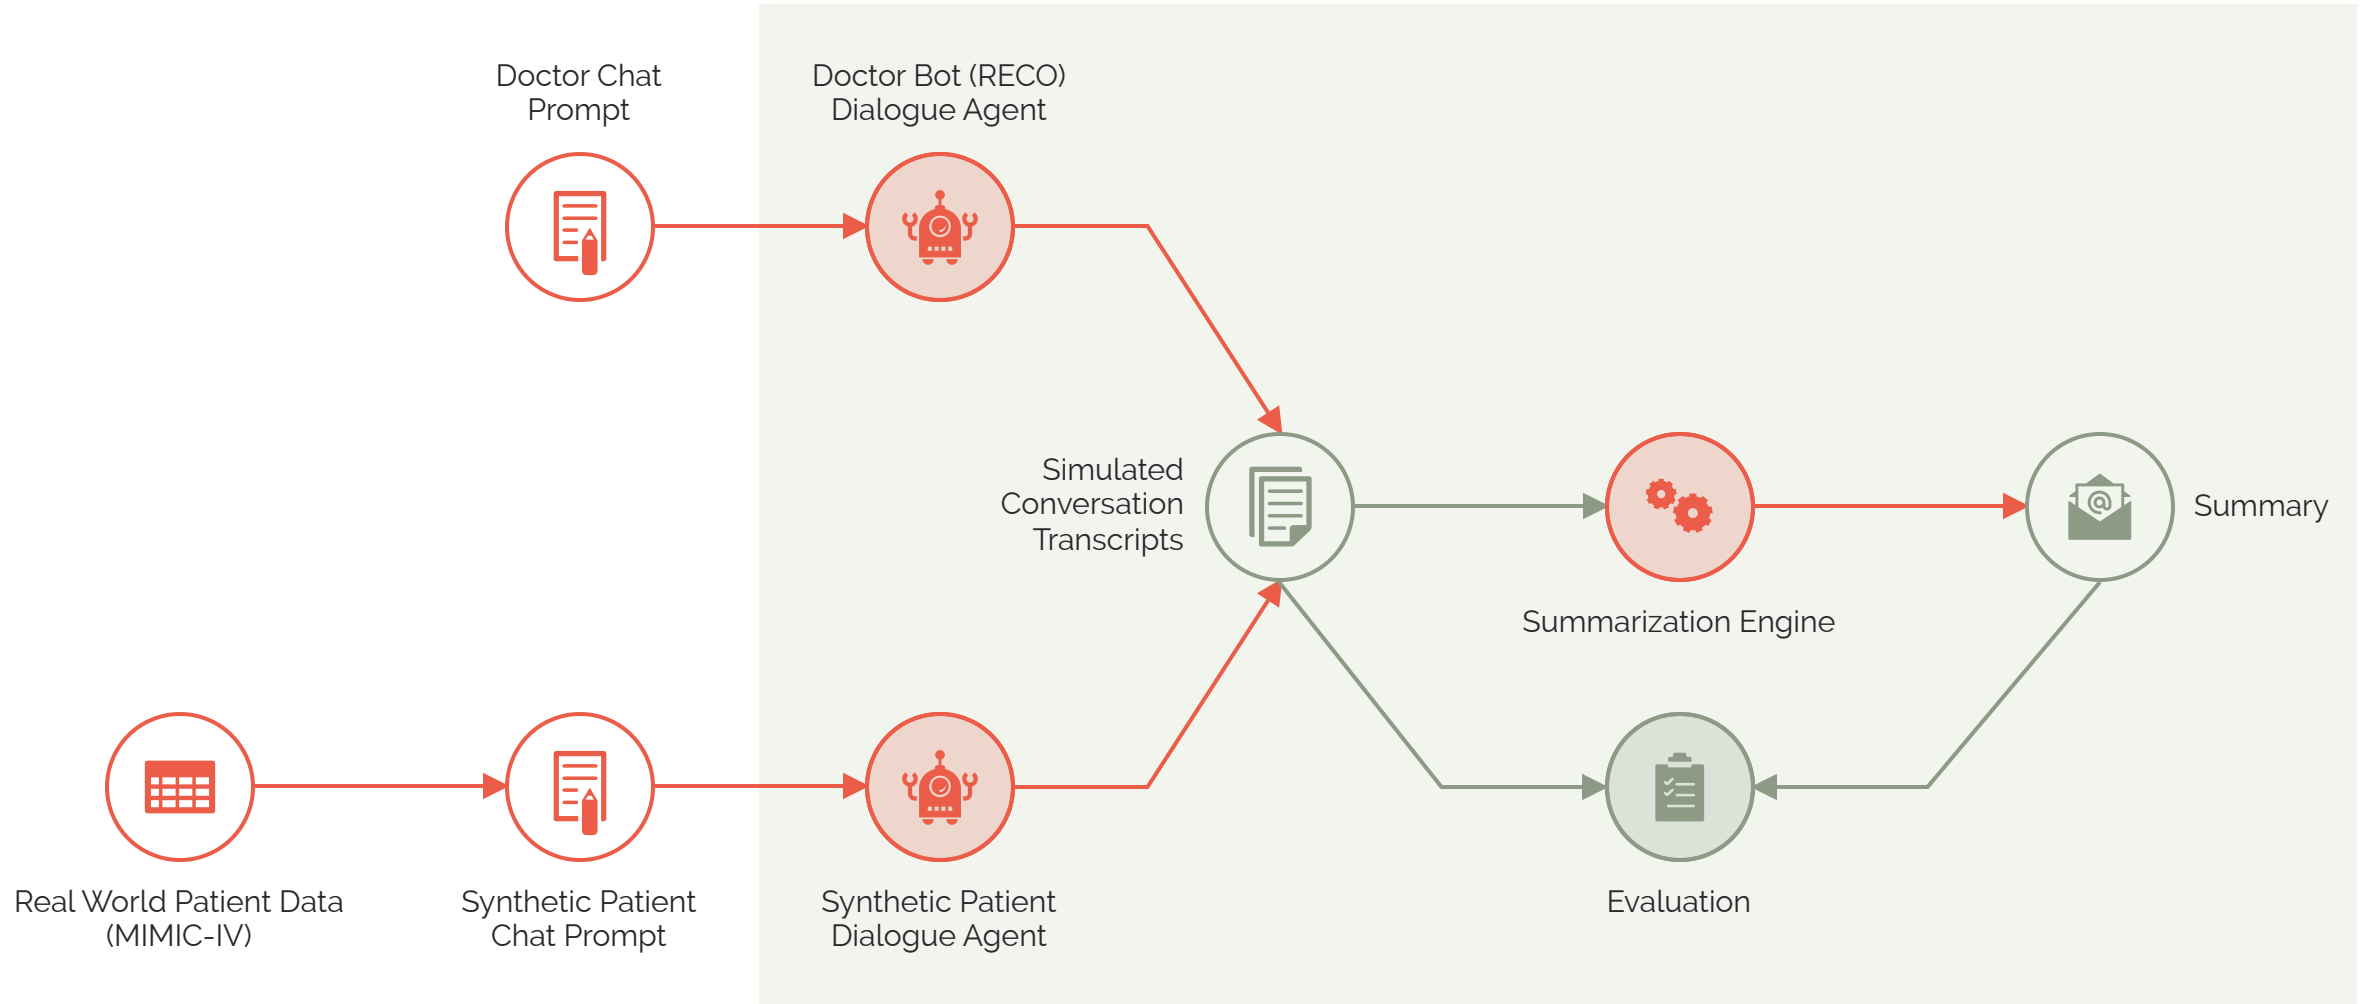 Doctor Chat
Prompt
Doctor Bot (RECO)
Dialogue Agent
Simulated
Conversation
Transcripts
Summarization Engine
Summary
Real World Patient Data
(MIMIC-IV)
Synthetic Patient
Chat Prompt
Synthetic Patient
Dialogue Agent
Evaluation